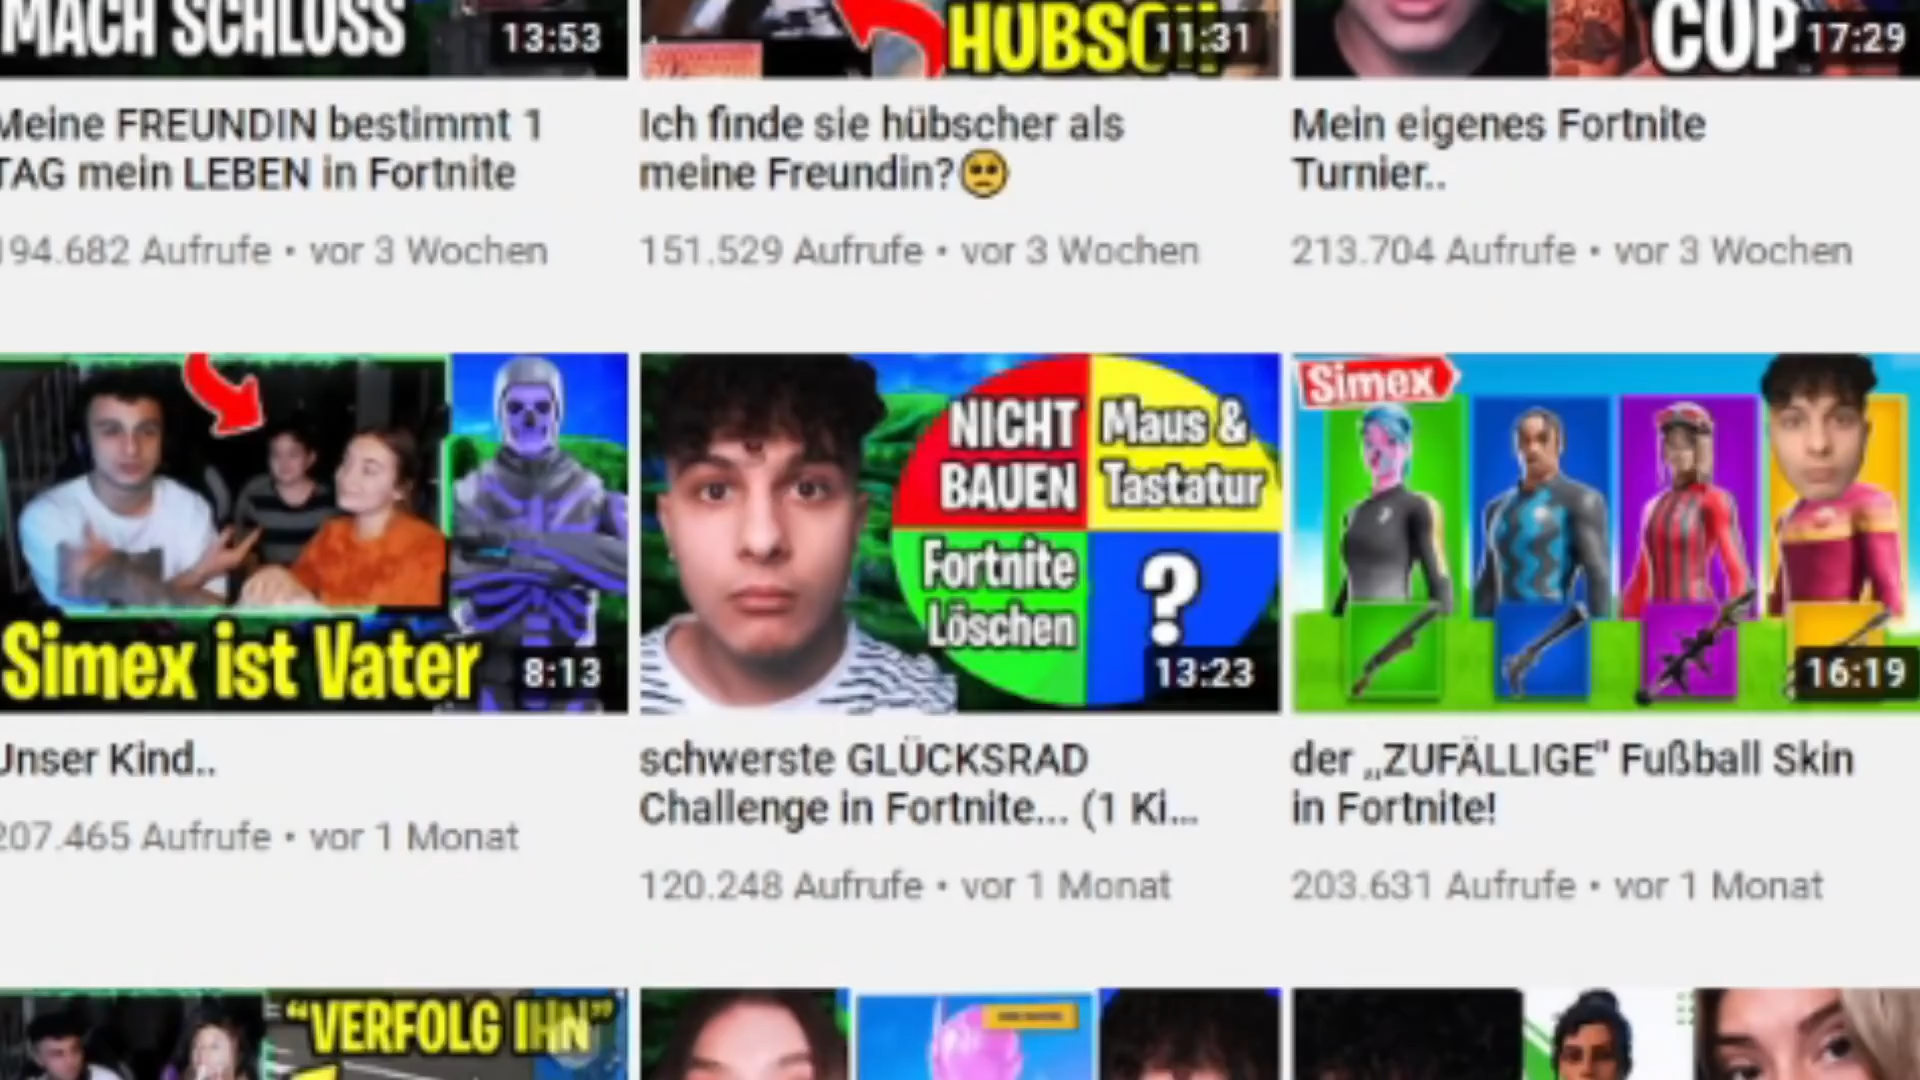 MACH SCHLOSS
13:53
11:31
CUP
17:29
Meine FREUNDIN bestimmt 1
TAG mein LEBEN in Fortnite
194.682 Aufrufe • vor 3 Wochen
Ich finde sie hübscher als
meine Freundin?🥺
151.529 Aufrufe • vor 3 Wochen
Mein eigenes Fortnite
Turnier..
213.704 Aufrufe • vor 3 Wochen
Simex ist Vater
8:13
NICHT
BAUEN
Maus &
Tastatur
Fortnite
Löschen
?
13:23
Simex
16:19
Unser Kind..
207.465 Aufrufe • vor 1 Monat
schwerste GLÜCKSRAD
Challenge in Fortnite... (1 Ki...
120.248 Aufrufe • vor 1 Monat
der „ZUFÄLLIGE" Fußball Skin
in Fortnite!
203.631 Aufrufe • vor 1 Monat
“VERFOLG IHN”